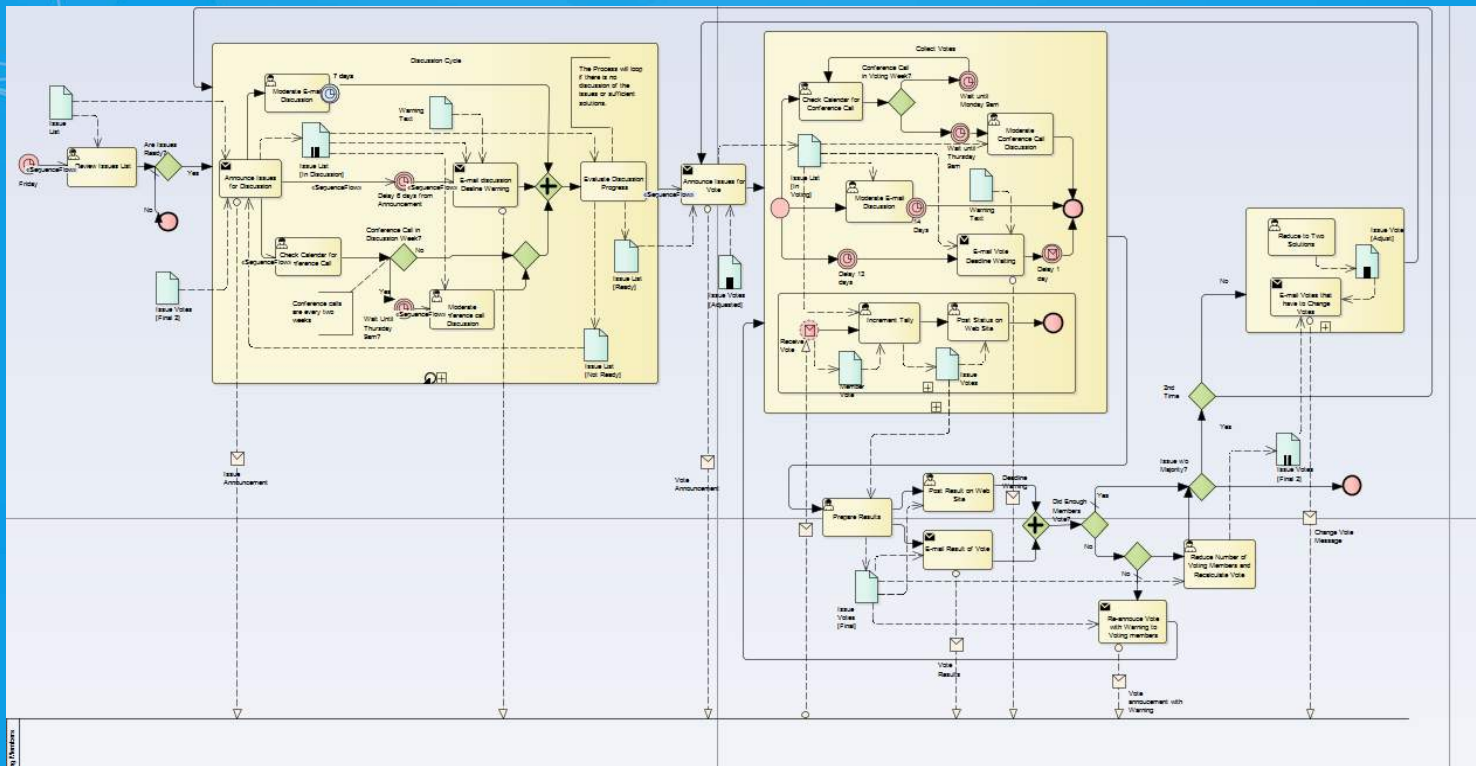 Issue
List
Friday
«SequenceFlow»
Review Issues List
Are Issues
Ready?
Yes
No
Issue Votes
[Final 2]
Discussion Cycle
Moderate E-mail
Discussion
7 days
Warning
Text
The Process will loop
if there is no
discussion of the
issues or sufficient
solutions.
Announce Issues
for Discussion
Issue List
[In Discussion]
«SequenceFlow»
Delay 6 days from
Announcement
«SequenceFlow»
E-mail discussion
Warning
Evaluate Discussion
Progress
Check Calendar for
Call
Conference Call in
Discussion Week?
No
Yes
Conference calls
are every two
weeks
Wait Until
Thursday
9am?
Moderate
call
Discussion
Issue List
[Ready]
Issue List
[Not Ready]
Announce Issues for
Vote
Issue Votes
[Adjusted]
Collect Votes
Conference Call
in Voting Week?
Check Calendar for
Conference Call
Wait until
Monday 9am
Wait until
Thursday
9am
Moderate
Conference Call
Discussion
Issue List
[In
Voting]
Moderate E-mail
Discussion
Days
Warning
Text
Delay 13
days
E-mail Vote
Deadline Waiting
Delay 1
day
Receive
Vote
Increment Tally
Post Status on
Web Site
Member
Vote
Issue
Votes
Reduce to Two
Solutions
Issue Vote
[Adjust]
E-mail Votes that
have to Change
Votes
No
2nd
Time
Yes
Issue w/o
Majority?
Issue Votes
[Final 2]
Change Vote
Message
Issue
Announcement
Vote
Announcement
Prepare Results
Post Result on Web
Site
E-mail Result of Vote
Deadline
Warning
Did Enough
Members
Vote?
Yes
No
No
Reduce Number of
Voting Members and
Recalculate Vote
Issue
Votes
[Final]
Re-annouce Vote
with Warning to
Voting members
Vote
Results
Vote
annoucement with
Warning
Members